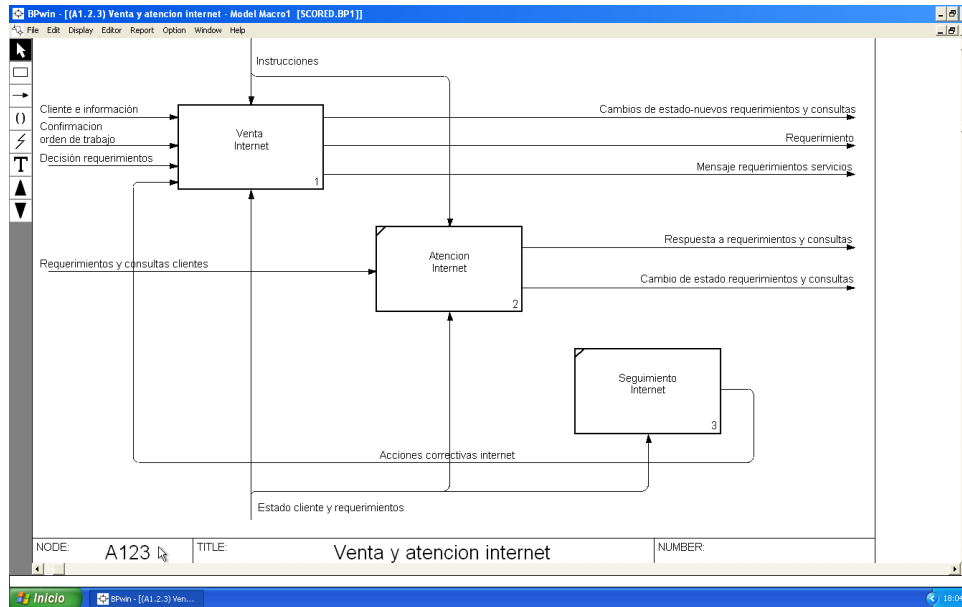 BPwin - [(A1.2.3) Venta y atencion internet - Model Macro1 [SCORED.BP1]]
File Edit Display Editor Report Option Window Help
Instrucciones
Cliente e información
Confirmacion
orden de trabajo
Decisión requerimientos
Venta
Internet
1
Cambios de estado-nuevos requerimientos y consultas
Requerimiento
Mensaje requerimientos servicios
Requerimientos y consultas clientes
Atencion
Internet
2
Respuesta a requerimientos y consultas
Cambio de estado requerimientos y consultas
Seguimiento
Internet
3
Acciones correctivas internet
Estado cliente y requerimientos
NODE: A123
TITLE: Venta y atencion internet
NUMBER:
Inicio
BPwin - [(A1.2.3) Ven...
18:04